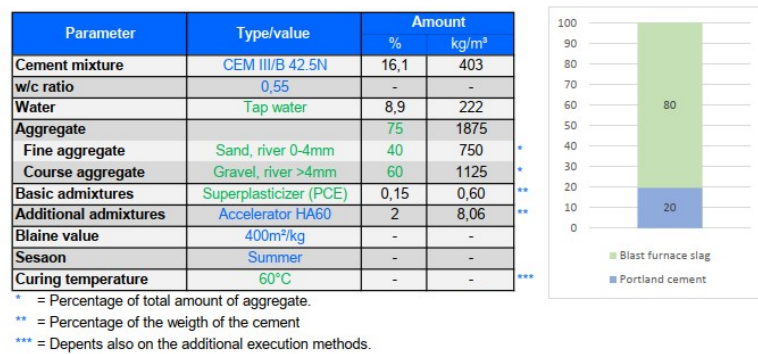 Parameter Type/value Amount
% kg/m³
Cement mixture CEM III/B 42.5N 16,1 403
w/c ratio 0,55 - -
Water Tap water 8,9 222
Aggregate 75 1875
Fine aggregate Sand, river 0-4mm 40 750 *
Course aggregate Gravel, river >4mm 60 1125 *
Basic admixtures Superplasticizer (PCE) 0,15 0,60 **
Additional admixtures Accelerator HA60 2 8,06 **
Blaine value 400m²/kg - -
Sesaon Summer - -
Curing temperature 60°C - - ***
* = Percentage of total amount of aggregate.
** = Percentage of the weigth of the cement
*** = Depents also on the additional execution methods.
100
90
80
70
60
50
40
30
20
10
0
80
20
Blast furnace slag
Portland cement